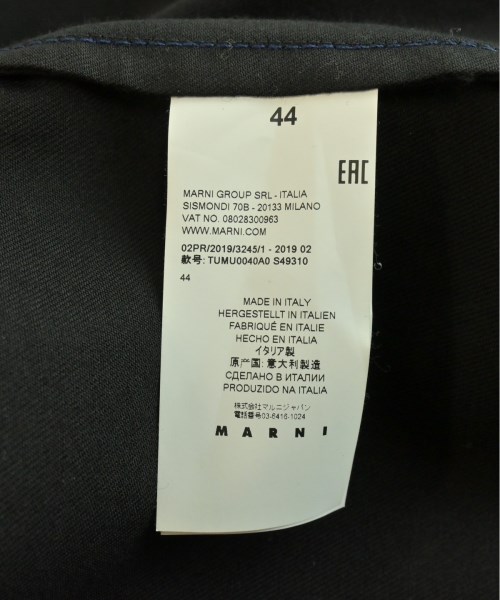 44
EAC
MARNI GROUP SRL - ITALIA
SISMONDI 70B - 20133 MILANO
VAT NO. 08028300963
WWW.MARNI.COM
02PR/2019/3245/1 - 2019 02
款号: TUMU0040A0 S49310
44
MADE IN ITALY
HERGESTELLT IN ITALIEN
FABRIQUÉ EN ITALIE
HECHO EN ITALIA
イタリア製
原产国: 意大利製造
СДЕЛАНО В ИТАЛИИ
PRODUZIDO NA ITALIA
株式会社マルニジャパン
電話番号03-6416-1024
MARNI